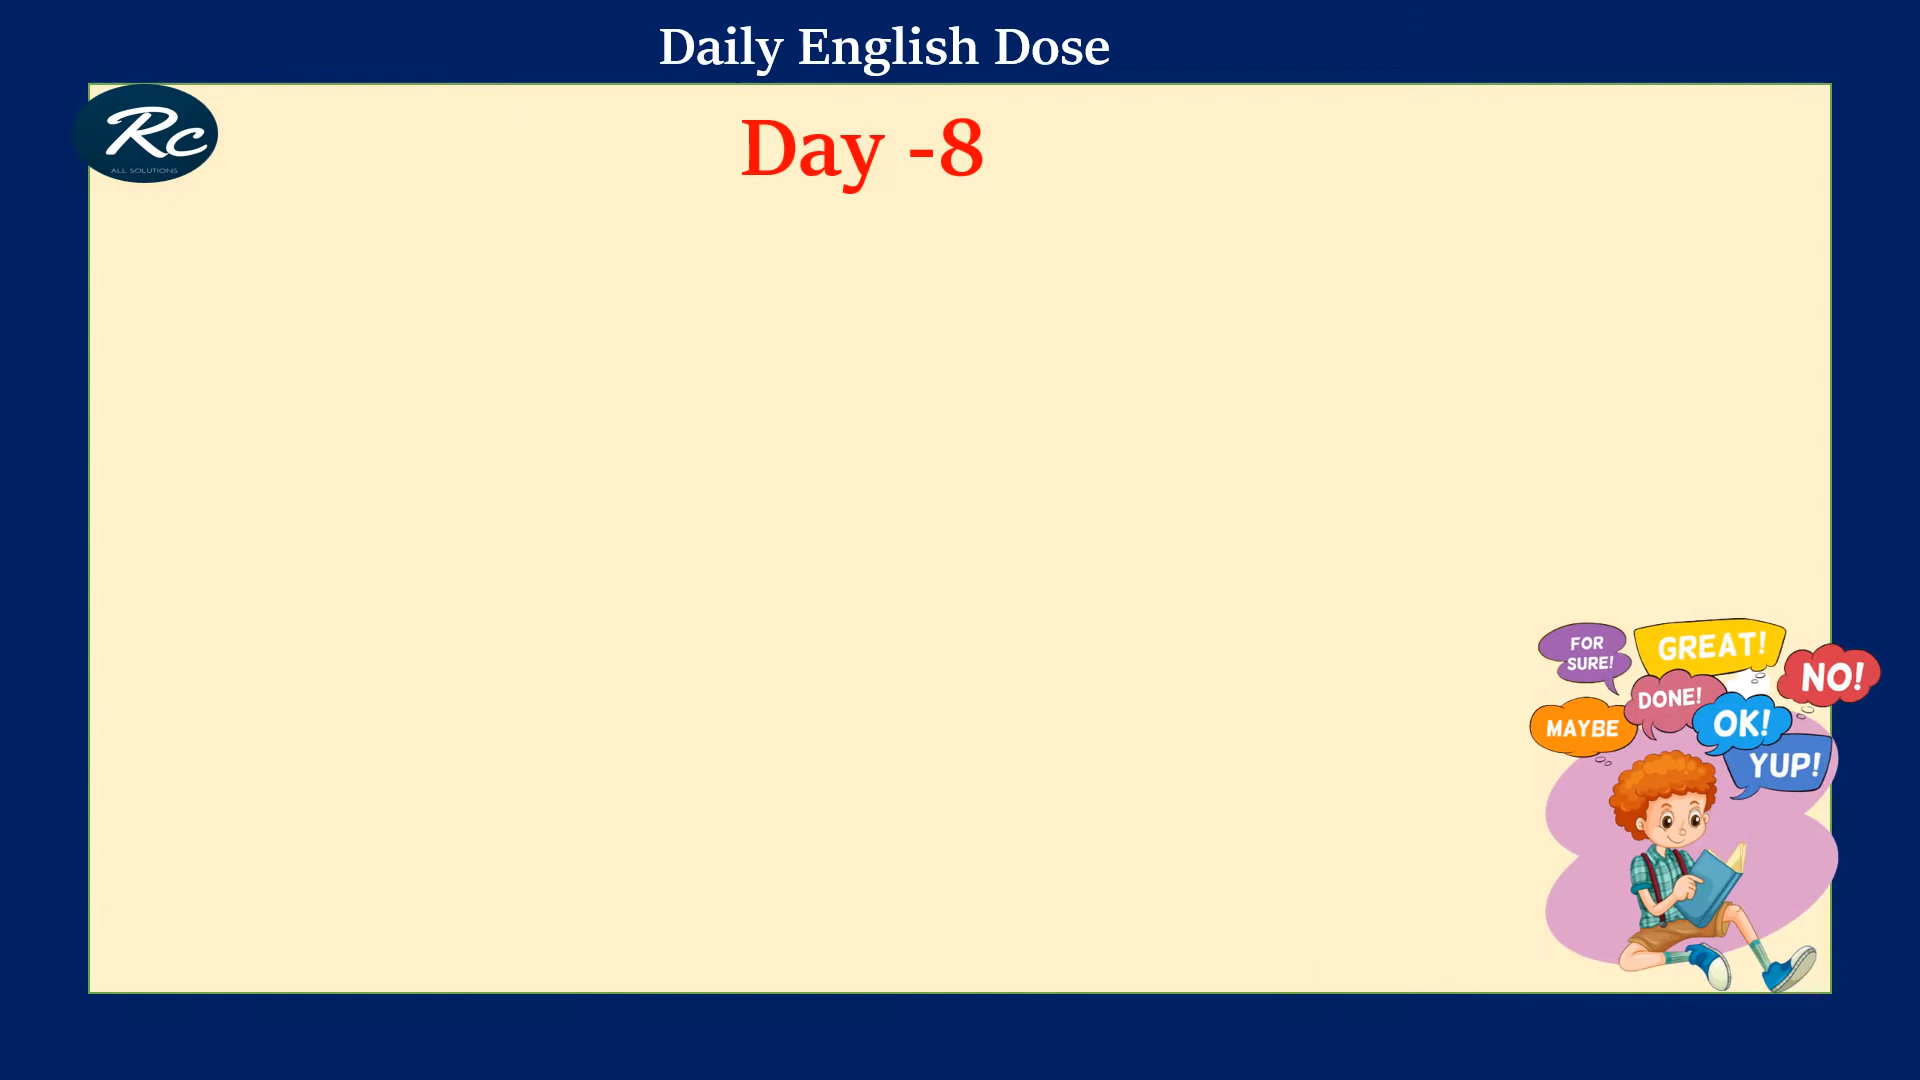 Daily English Dose
Rc
ALL SOLUTIONS
Day -8
FOR
SURE!
GREAT!
NO!
DONE!
MAYBE
OK!
YUP!